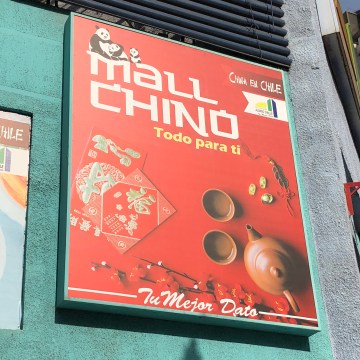 mall
CHINO
Todo para ti
CHINA EN CHILE
Tu Mejor Dato